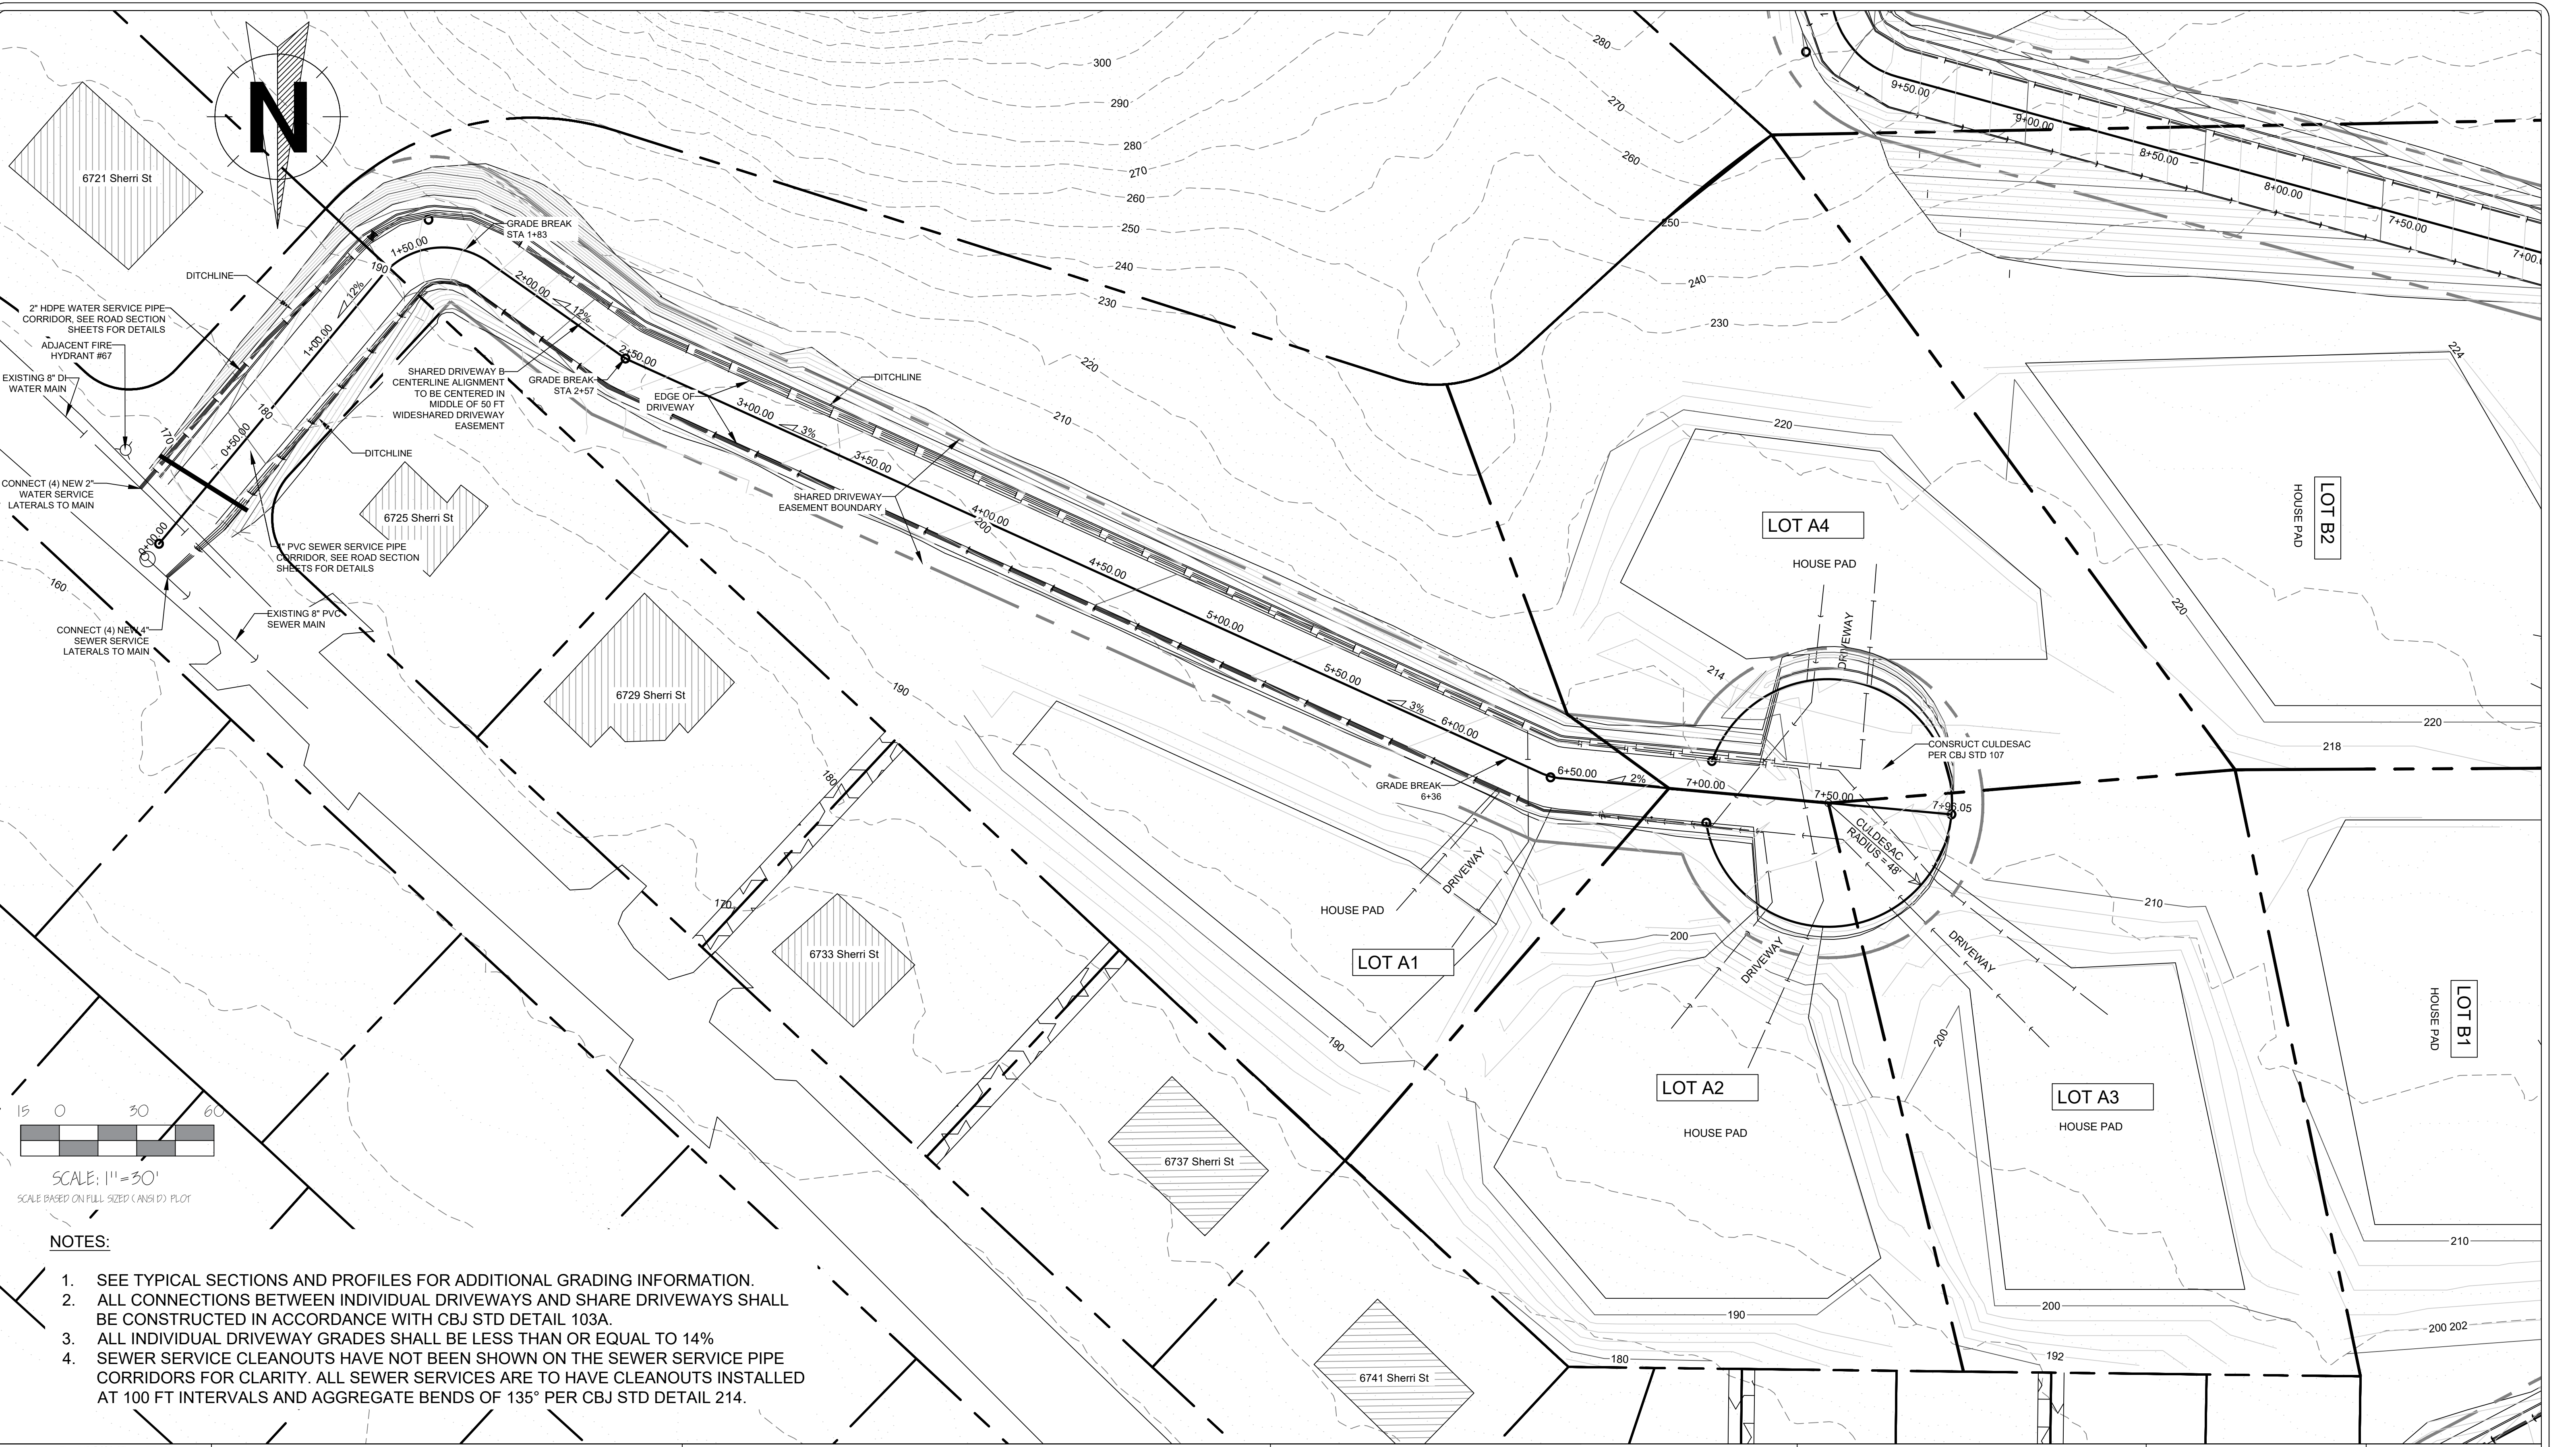 N
6721 Sherri St
300
290
280
270
260
250
240
230
220
210
280
270
260
250
240
230
224
9+50.00
9+00.00
8+50.00
8+00.00
7+50.00
GRADE BREAK
STA 1+83
1+50.00
190
DITCHLINE
2+00.00
12%
12%
2" HDPE WATER SERVICE PIPE
CORRIDOR, SEE ROAD SECTION
SHEETS FOR DETAILS
1+00.00
ADJACENT FIRE
HYDRANT #67
EXISTING 8" DI
WATER MAIN
2+50.00
SHARED DRIVEWAY B
CENTERLINE ALIGNMENT
TO BE CENTERED IN
MIDDLE OF 50 FT
WIDESHARED DRIVEWAY
EASEMENT
GRADE BREAK
STA 2+57
EDGE OF
DRIVEWAY
DITCHLINE
3+00.00
3%
180
170
0+50.00
DITCHLINE
3+50.00
CONNECT (4) NEW 2"
WATER SERVICE
LATERALS TO MAIN
SHARED DRIVEWAY
EASEMENT BOUNDARY
6725 Sherri St
4+00.00
200
0+00.00
4" PVC SEWER SERVICE PIPE
CORRIDOR, SEE ROAD SECTION
SHEETS FOR DETAILS
160
4+50.00
EXISTING 8" PVC
SEWER MAIN
CONNECT (4) NEW 4"
SEWER SERVICE
LATERALS TO MAIN
5+00.00
220
LOT A4
HOUSE PAD
DRIVEWAY
LOT B2
HOUSE PAD
220
220
218
6729 Sherri St
190
5+50.00
214
3%
6+00.00
CONSRUCT CULDESAC
PER CBJ STD 107
180
6+50.00
2%
7+00.00
7+50.00
7+96.05
GRADE BREAK
6+36
CULDESAC
RADIUS = 48'
DRIVEWAY
170
HOUSE PAD
LOT A1
210
200
DRIVEWAY
DRIVEWAY
6733 Sherri St
190
200
LOT B1
HOUSE PAD
LOT A2
HOUSE PAD
LOT A3
HOUSE PAD
6737 Sherri St
15 0 30 60
SCALE: 1"=30'
SCALE BASED ON FULL SIZED (ANSI D) PLOT
210
200
190
200 202
180
192
6741 Sherri St
NOTES:
1. SEE TYPICAL SECTIONS AND PROFILES FOR ADDITIONAL GRADING INFORMATION.
2. ALL CONNECTIONS BETWEEN INDIVIDUAL DRIVEWAYS AND SHARE DRIVEWAYS SHALL
BE CONSTRUCTED IN ACCORDANCE WITH CBJ STD DETAIL 103A.
3. ALL INDIVIDUAL DRIVEWAY GRADES SHALL BE LESS THAN OR EQUAL TO 14%
4. SEWER SERVICE CLEANOUTS HAVE NOT BEEN SHOWN ON THE SEWER SERVICE PIPE
CORRIDORS FOR CLARITY. ALL SEWER SERVICES ARE TO HAVE CLEANOUTS INSTALLED
AT 100 FT INTERVALS AND AGGREGATE BENDS OF 135° PER CBJ STD DETAIL 214.